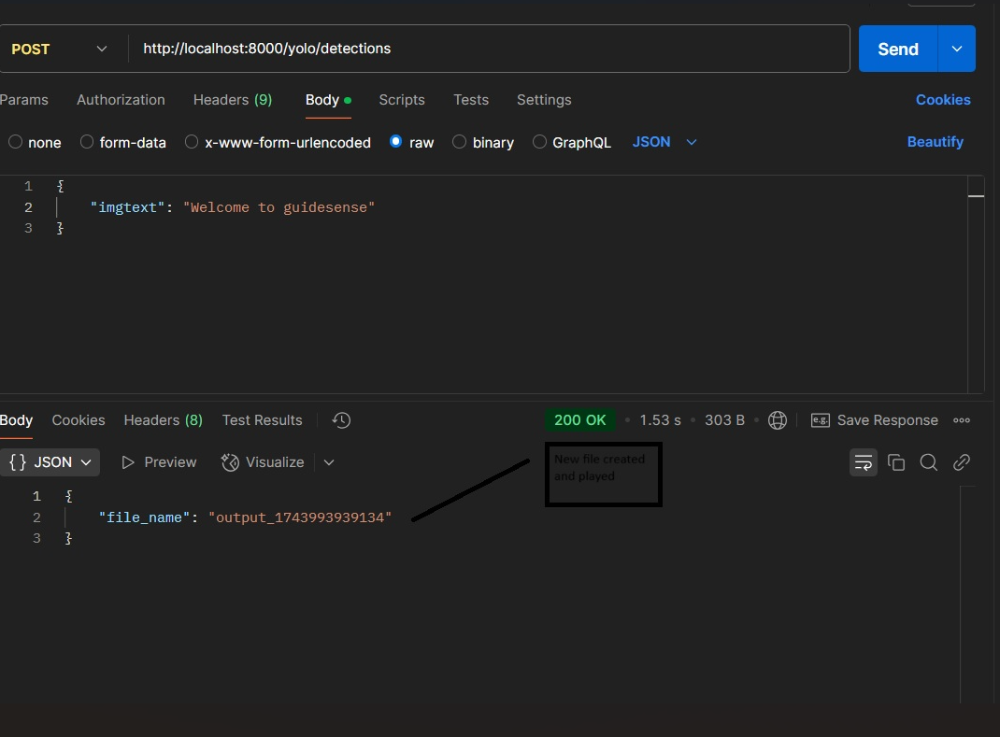 POST http://localhost:8000/yolo/detections Send
Params Authorization Headers (9) Body Scripts Tests Settings Cookies
none form-data x-www-form-urlencoded raw binary GraphQL JSON Beautify
1 {
2 "imgtext": "Welcome to guidesense"
3 }
Body Cookies Headers (8) Test Results 200 OK • 1.53 s • 303 B • e.g. Save Response
{} JSON Preview Visualize
New file created
and played
1 {
2 "file_name": "output_1743993939134"
3 }